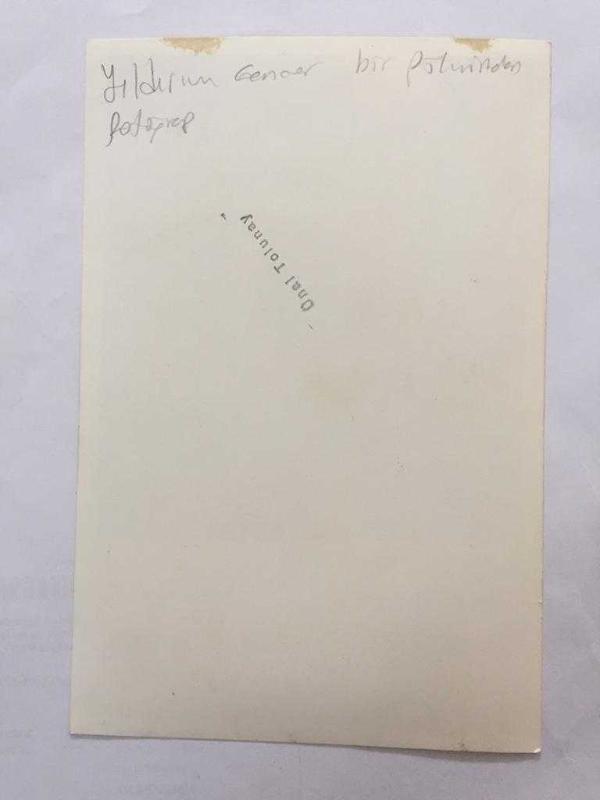 Yıldırım Gencer bir filminden
fotoğraf
Ünal Tolunay